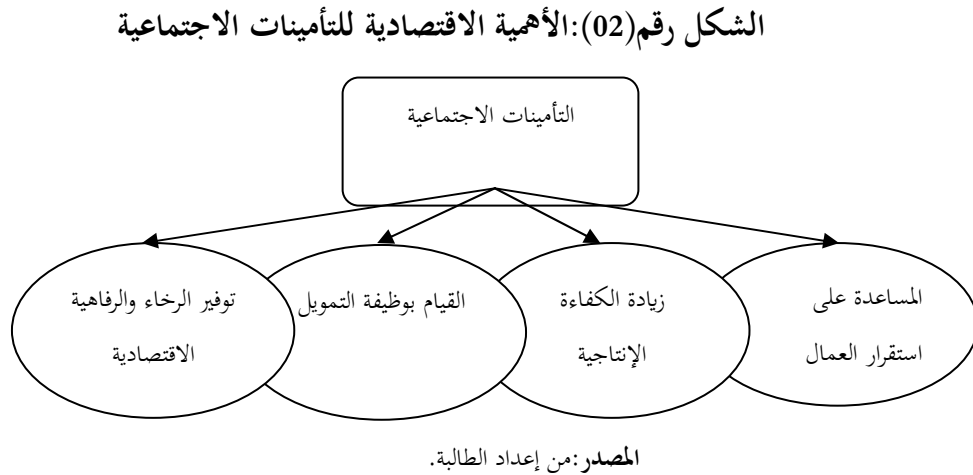 الشكل رقم(02):الأهمية الاقتصادية للتأمينات الاجتماعية
التأمينات الاجتماعية
المساعدة على
استقرار العمال
زيادة الكفاءة
الإنتاجية
القيام بوظيفة التمويل
توفير الرخاء والرفاهية
الاقتصادية
المصدر:من إعداد الطالبة.